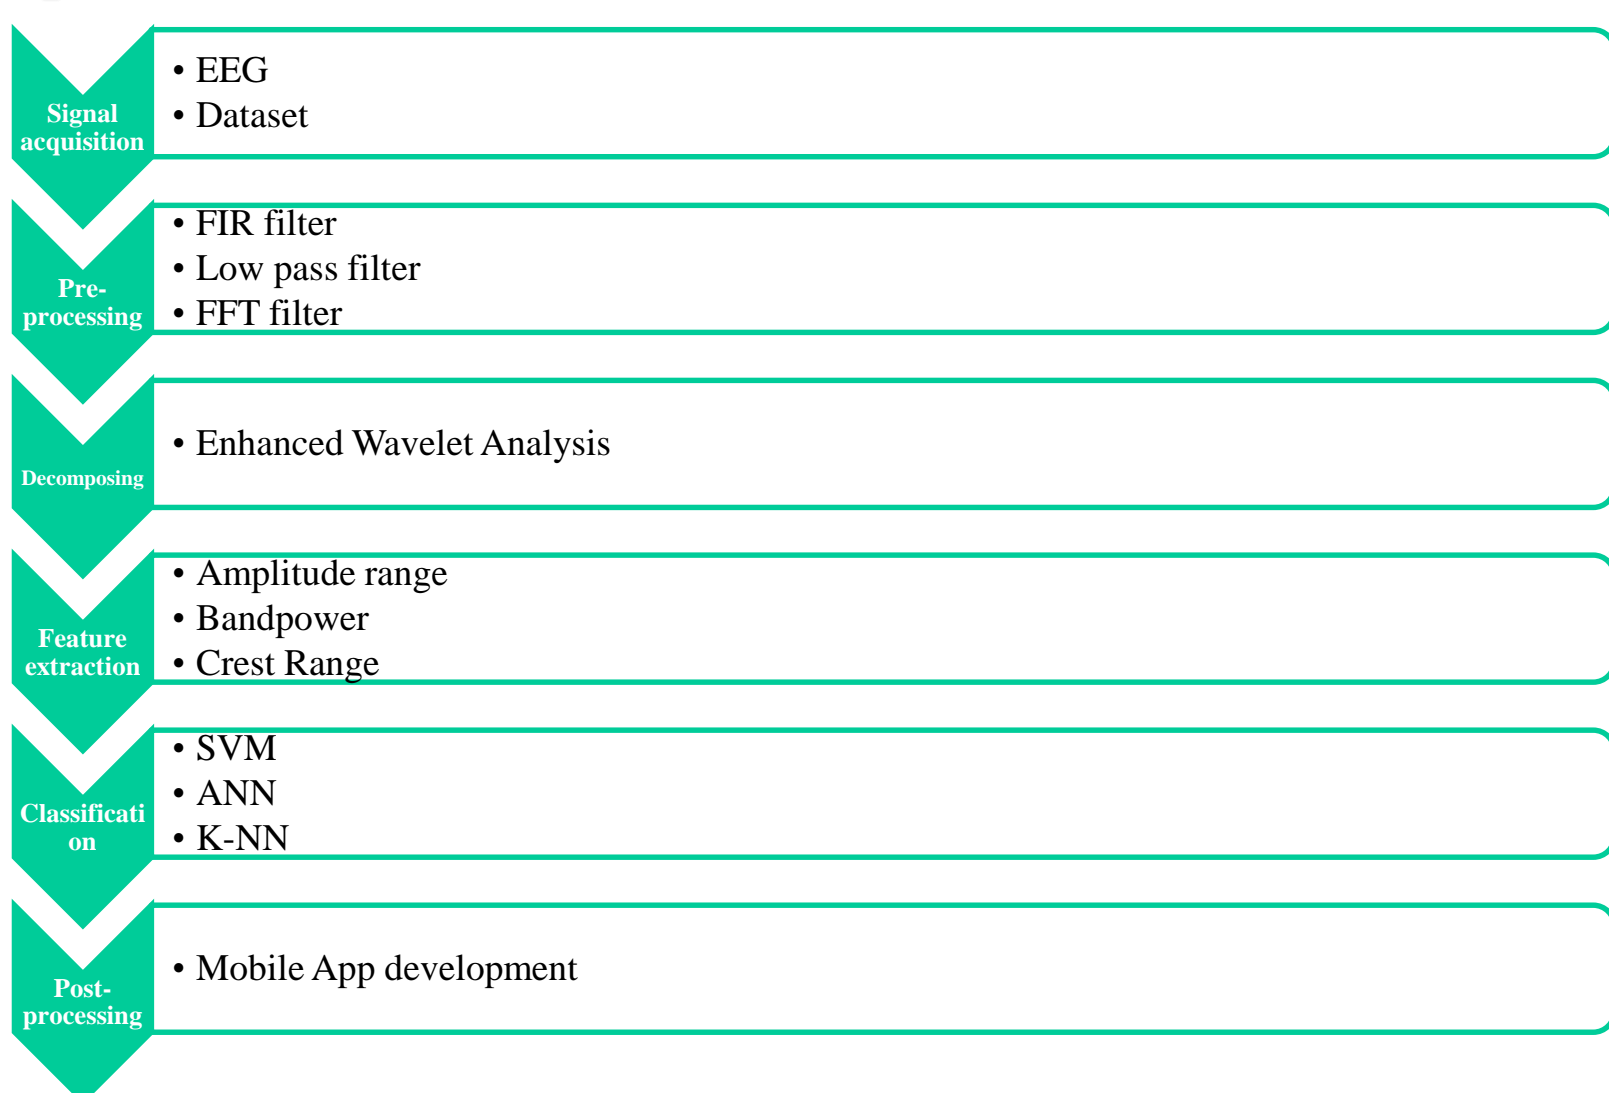 Signal
acquisition
• EEG
• Dataset
Pre-
processing
• FIR filter
• Low pass filter
• FFT filter
Decomposing
• Enhanced Wavelet Analysis
Feature
extraction
• Amplitude range
• Bandpower
• Crest Range
Classificati
on
• SVM
• ANN
• K-NN
Post-
processing
• Mobile App development